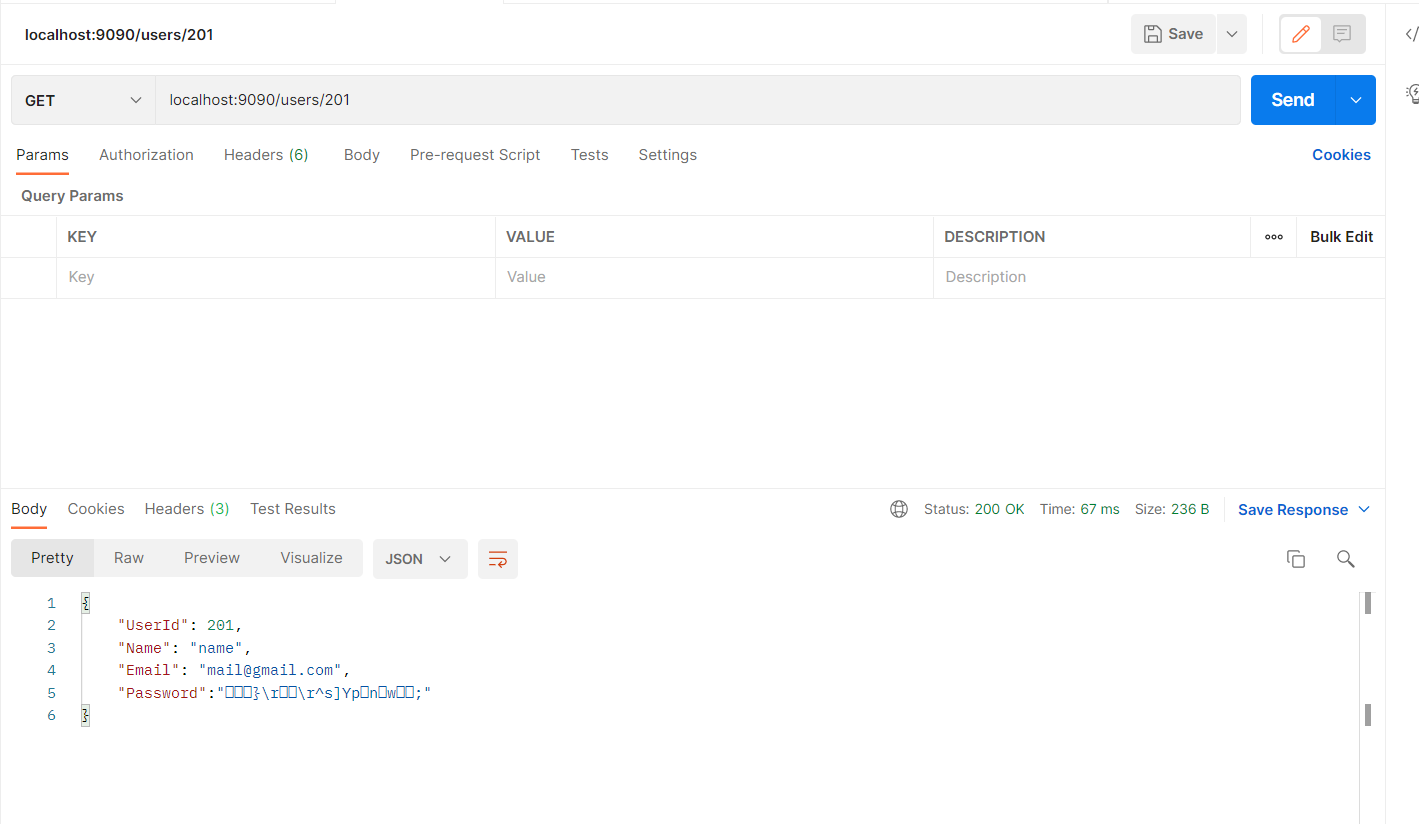 localhost:9090/users/201
Save
GET
localhost:9090/users/201
Send
Params Authorization Headers (6) Body Pre-request Script Tests Settings Cookies
Query Params
KEY VALUE DESCRIPTION ooo Bulk Edit
Key Value Description
Body Cookies Headers (3) Test Results Status: 200 OK Time: 67 ms Size: 236 B Save Response
Pretty Raw Preview Visualize JSON
1 {
2 "UserId": 201,
3 "Name": "name",
4 "Email": "mail@gmail.com",
5 "Password":"□□□}\r□□\r^s]Yp□n□w□□;"
6 }